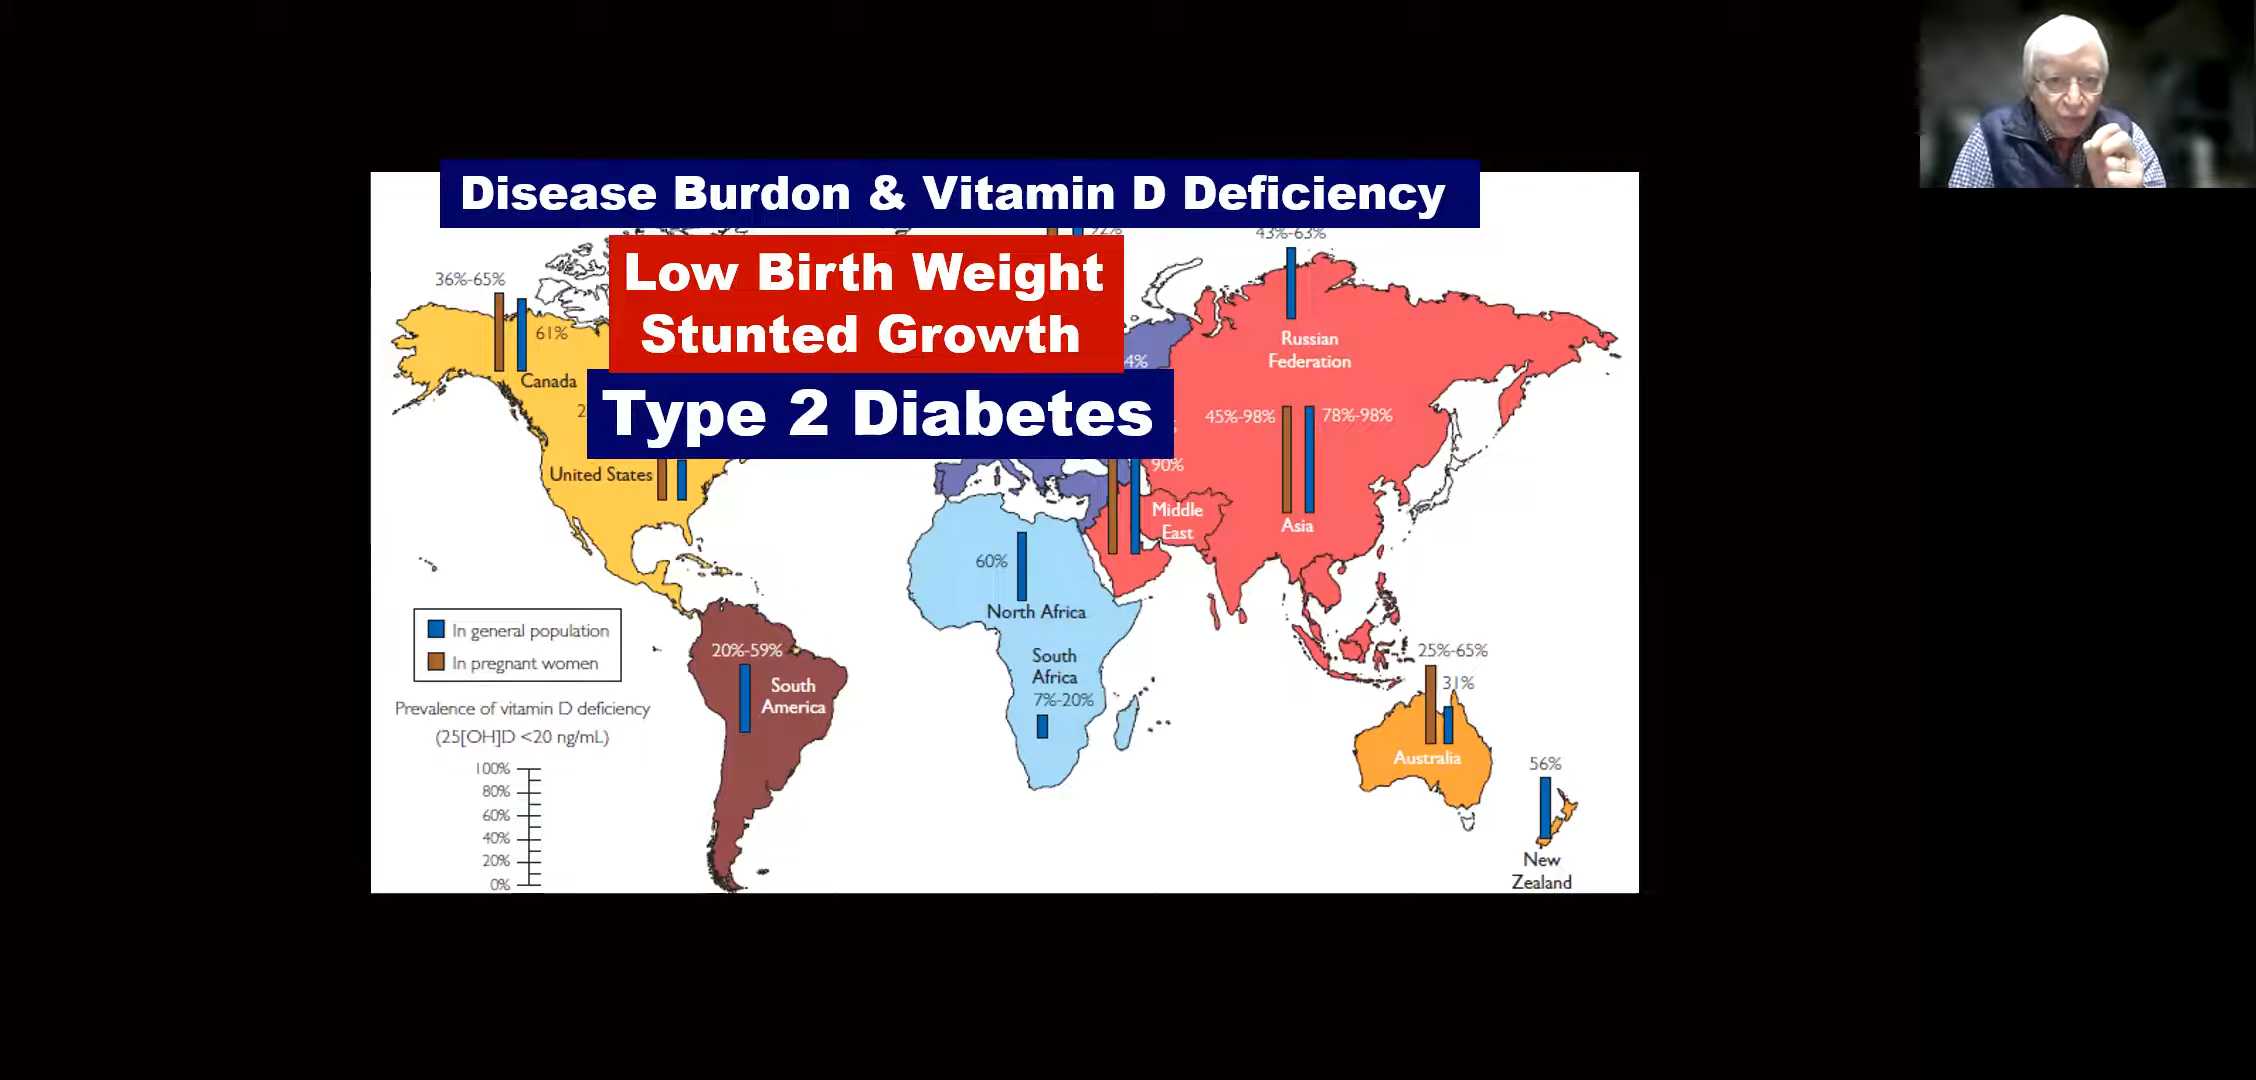 Disease Burdon & Vitamin D Deficiency
43%-63%
Low Birth Weight
Stunted Growth
36%-65%
61%
Canada
Russian
Federation
4%
Type 2 Diabetes
2
45%-98%
78%-98%
90%
United States
Middle
East
Asia
60%
North Africa
In general population
In pregnant women
20%-59%
South
America
South
Africa
7%-20%
25%-65%
31%
Australia
56%
New
Zealand
Prevalence of vitamin D deficiency
(25[OH]D <20 ng/mL)
100%
80%
60%
40%
20%
0%